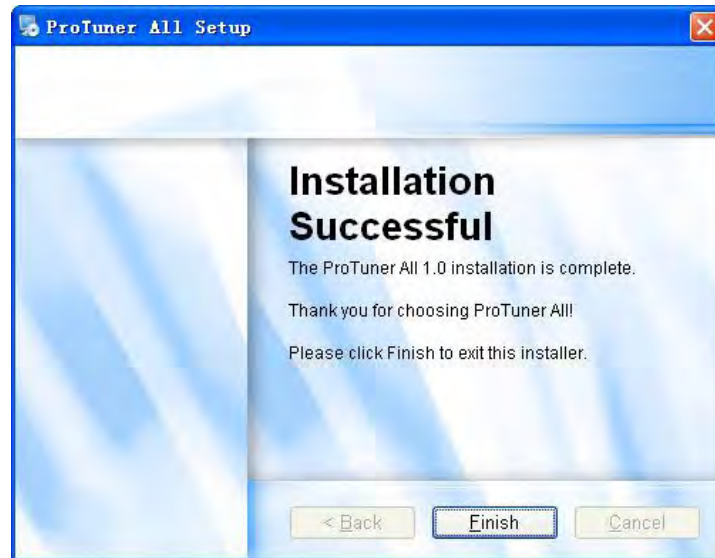 ProTuner All Setup
Installation
Successful
The ProTuner All 1.0 installation is complete.
Thank you for choosing ProTuner All!
Please click Finish to exit this installer.
< Back Finish Cancel